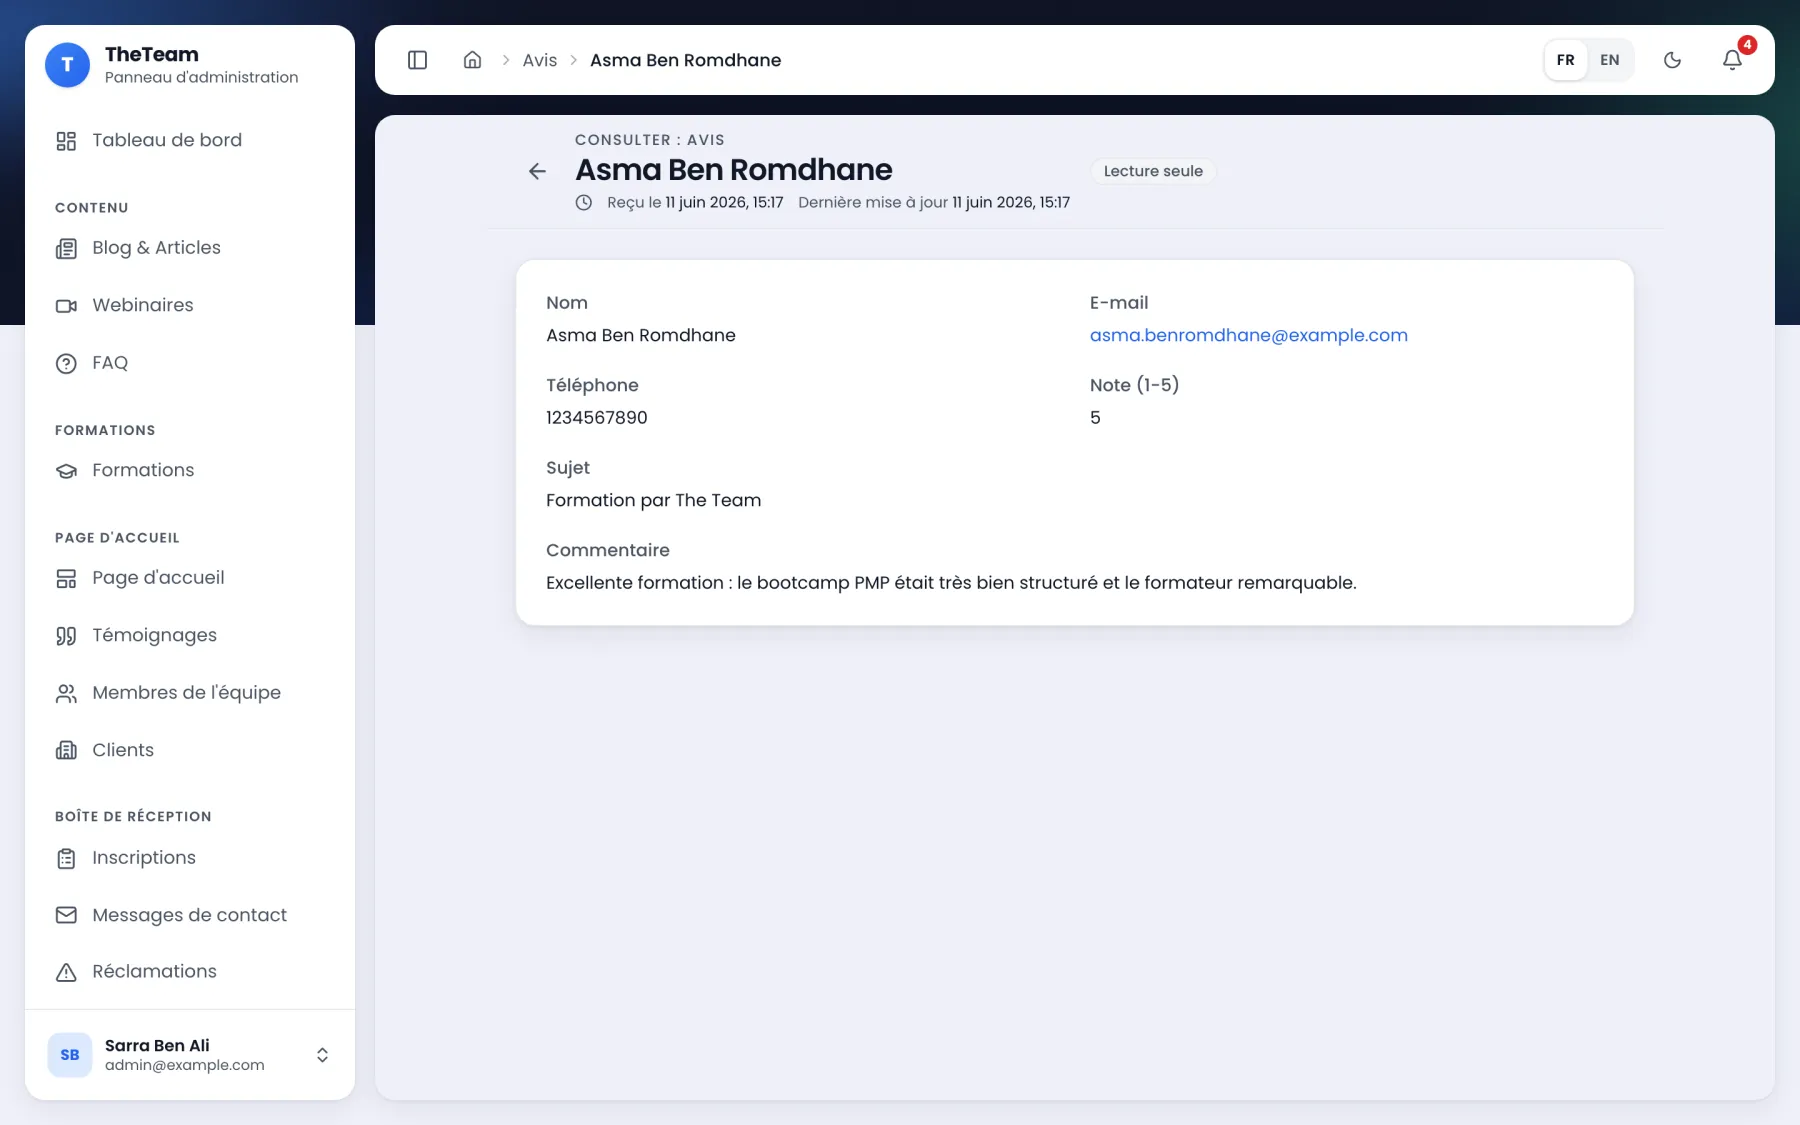 T
TheTeam
Panneau d'administration
Tableau de bord
CONTENU
Blog & Articles
Webinaires
FAQ
FORMATIONS
Formations
PAGE D'ACCUEIL
Page d'accueil
Témoignages
Membres de l'équipe
Clients
BOÎTE DE RÉCEPTION
Inscriptions
Messages de contact
Réclamations
SB
Sarra Ben Ali
admin@example.com
Avis
Asma Ben Romdhane
FR
EN
4
CONSULTER : AVIS
Asma Ben Romdhane
Lecture seule
Reçu le 11 juin 2026, 15:17 Dernière mise à jour 11 juin 2026, 15:17
Nom
Asma Ben Romdhane
E-mail
asma.benromdhane@example.com
Téléphone
1234567890
Note (1-5)
5
Sujet
Formation par The Team
Commentaire
Excellente formation : le bootcamp PMP était très bien structuré et le formateur remarquable.